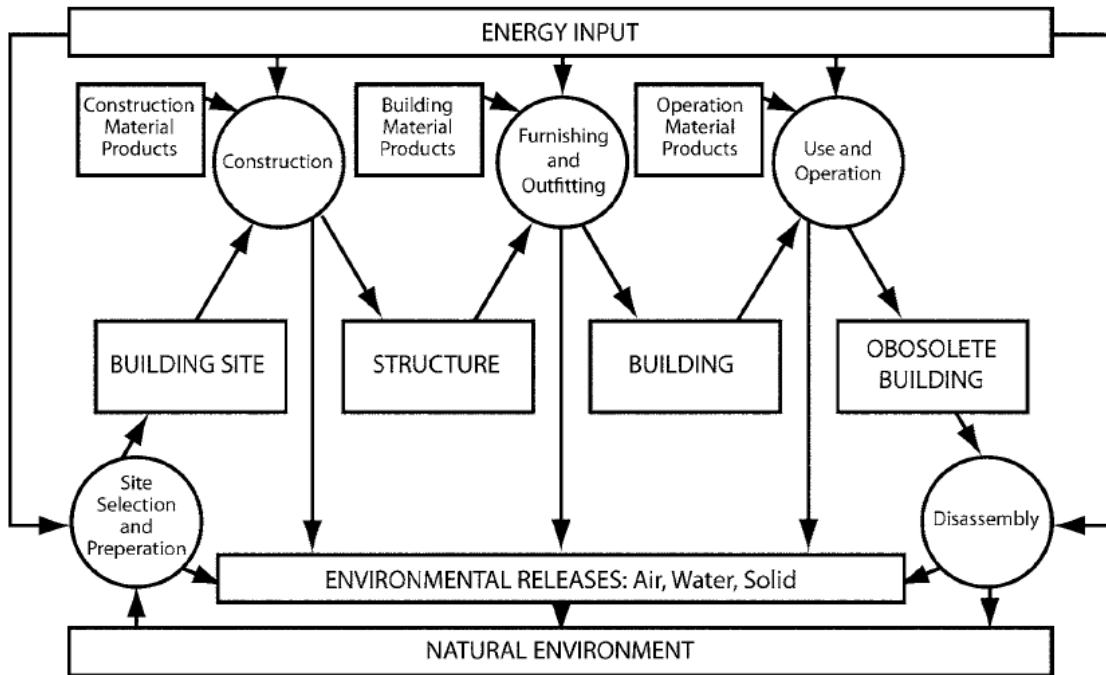 ENERGY INPUT
Construction
Material
Products
Construction
Building
Material
Products
Furnishing
and
Outfitting
Operation
Material
Products
Use and
Operation
BUILDING SITE
STRUCTURE
BUILDING
OBOSOLETE
BUILDING
Site
Selection
and
Preperation
Disassembly
ENVIRONMENTAL RELEASES: Air, Water, Solid
NATURAL ENVIRONMENT